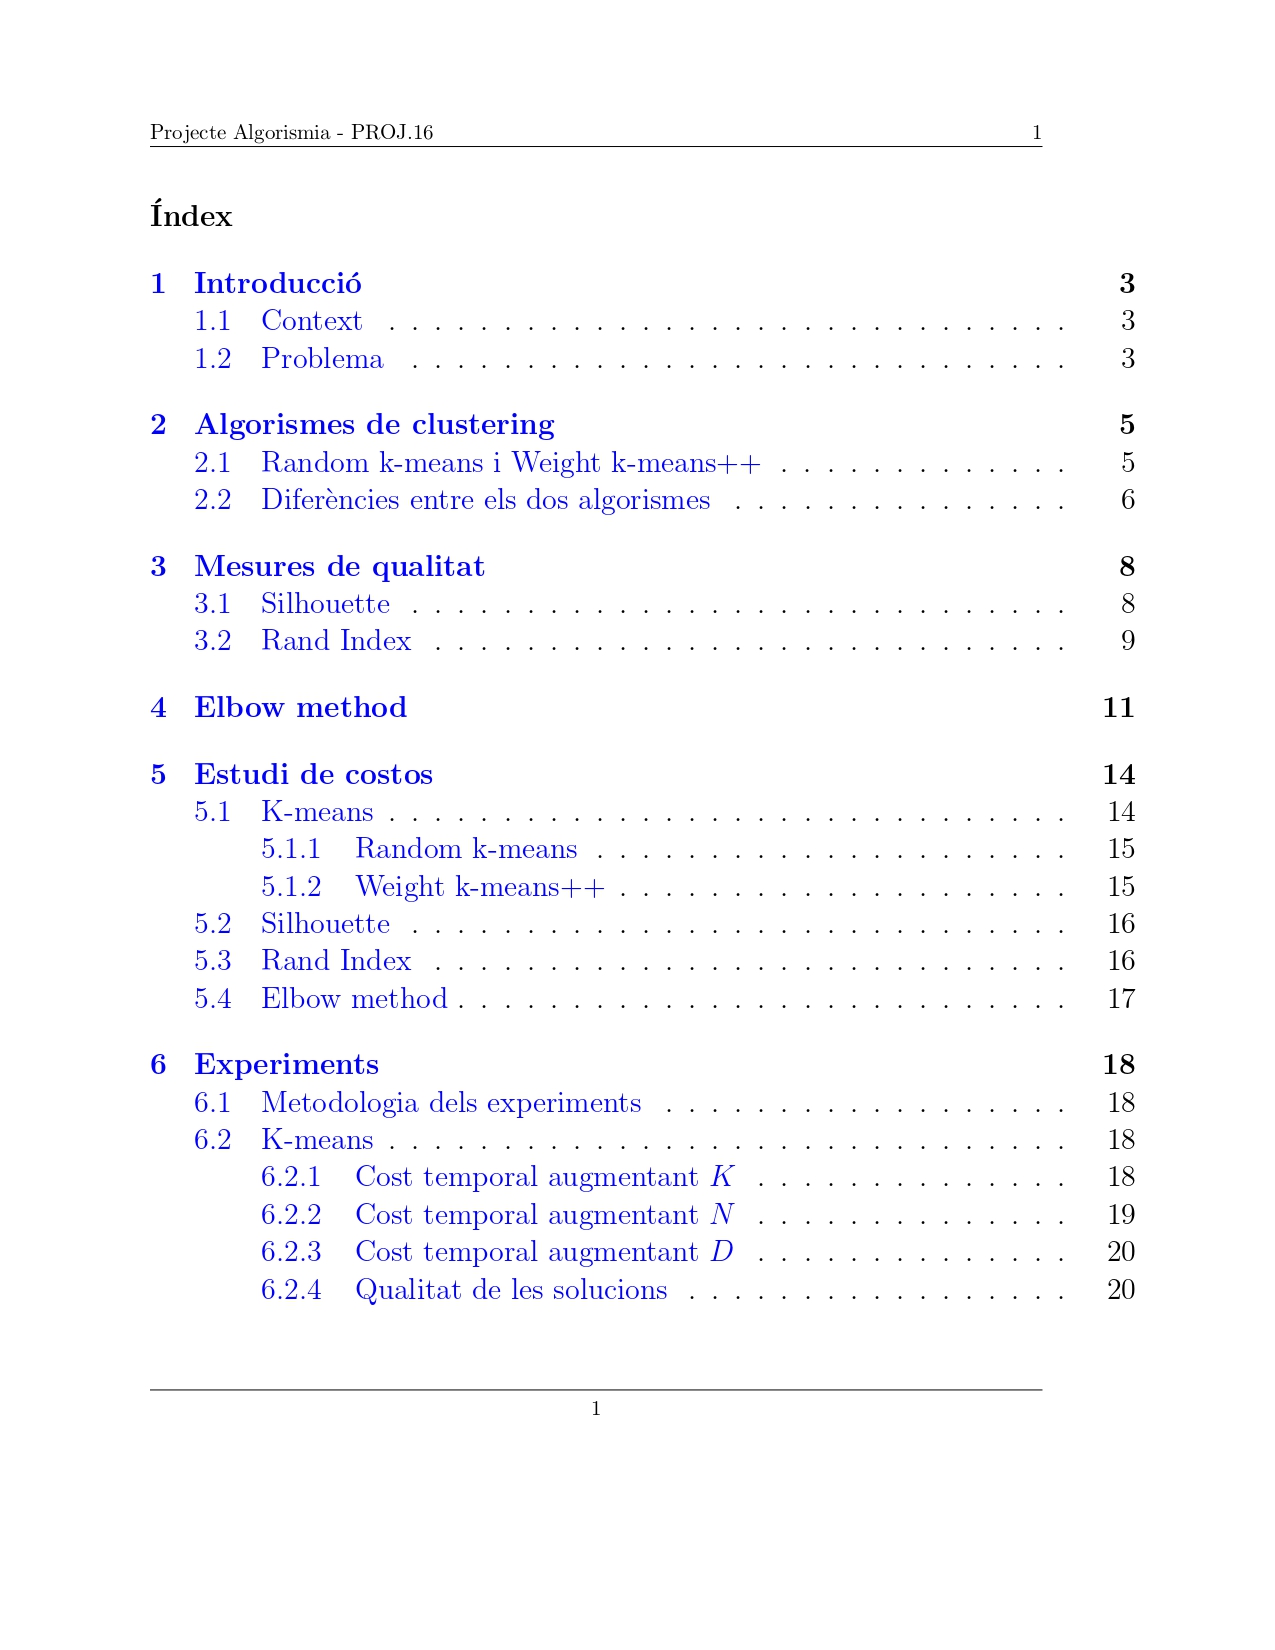 Projecte Algorismia - PROJ.16 1
Índex
1 Introducció 3
1.1 Context . . . . . . . . . . . . . . . . . . . . . . . . . . . . . . 3
1.2 Problema . . . . . . . . . . . . . . . . . . . . . . . . . . . . . 3
2 Algorismes de clustering 5
2.1 Random k-means i Weight k-means++ . . . . . . . . . . . . . 5
2.2 Diferències entre els dos algorismes . . . . . . . . . . . . . . . 6
3 Mesures de qualitat 8
3.1 Silhouette . . . . . . . . . . . . . . . . . . . . . . . . . . . . . 8
3.2 Rand Index . . . . . . . . . . . . . . . . . . . . . . . . . . . . 9
4 Elbow method 11
5 Estudi de costos 14
5.1 K-means . . . . . . . . . . . . . . . . . . . . . . . . . . . . . . 14
5.1.1 Random k-means . . . . . . . . . . . . . . . . . . . . . 15
5.1.2 Weight k-means++ . . . . . . . . . . . . . . . . . . . . 15
5.2 Silhouette . . . . . . . . . . . . . . . . . . . . . . . . . . . . . 16
5.3 Rand Index . . . . . . . . . . . . . . . . . . . . . . . . . . . . 16
5.4 Elbow method . . . . . . . . . . . . . . . . . . . . . . . . . . . 17
6 Experiments 18
6.1 Metodologia dels experiments . . . . . . . . . . . . . . . . . . 18
6.2 K-means . . . . . . . . . . . . . . . . . . . . . . . . . . . . . . 18
6.2.1 Cost temporal augmentant K . . . . . . . . . . . . . . 18
6.2.2 Cost temporal augmentant N . . . . . . . . . . . . . . 19
6.2.3 Cost temporal augmentant D . . . . . . . . . . . . . . 20
6.2.4 Qualitat de les solucions . . . . . . . . . . . . . . . . . 20
1